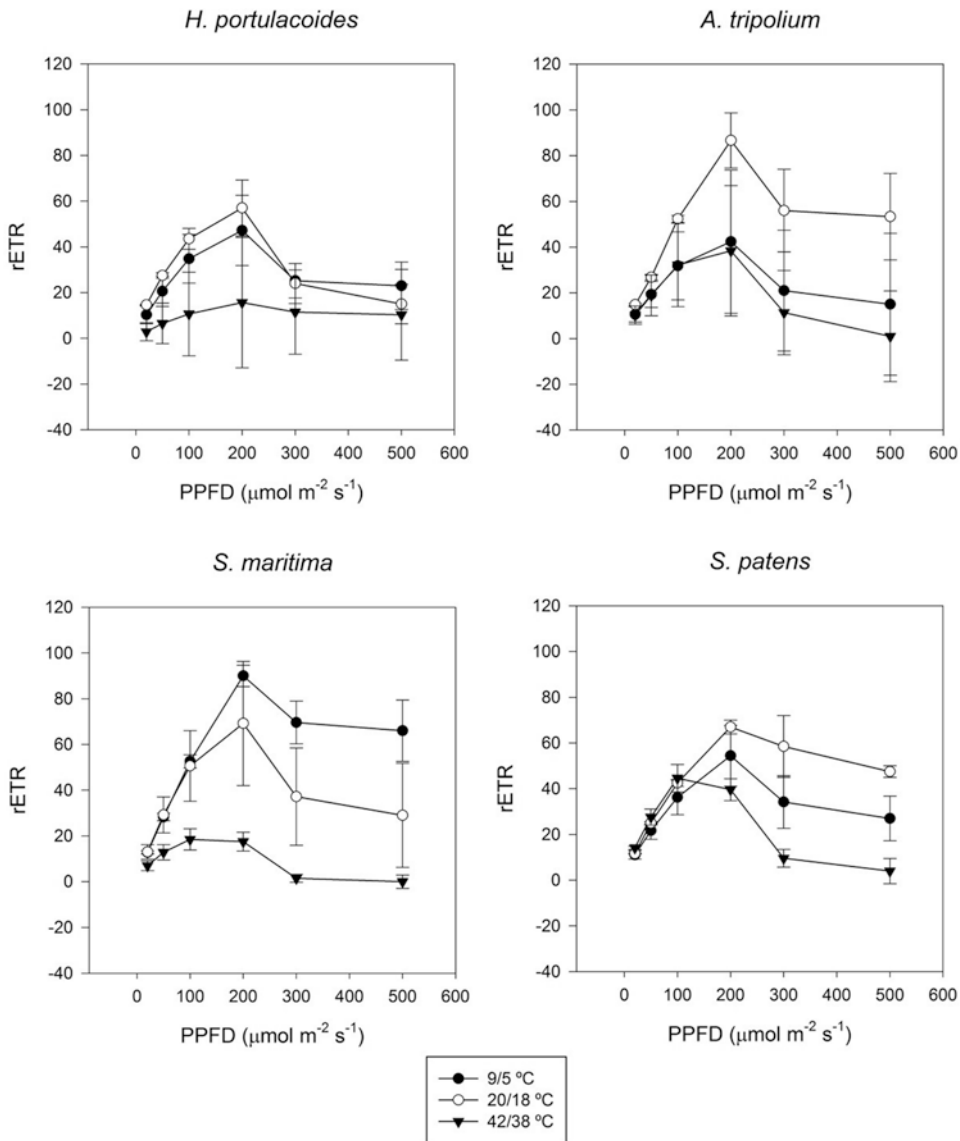 H. portulacoides
A. tripolium
120
100
80
60
40
20
0
-20
-40
rETR
0 100 200 300 400 500 600
PPFD (µmol m⁻² s⁻¹)
120
100
80
60
40
20
0
-20
-40
rETR
0 100 200 300 400 500 600
PPFD (µmol m⁻² s⁻¹)
S. maritima
S. patens
120
100
80
60
40
20
0
-20
-40
rETR
0 100 200 300 400 500 600
PPFD (µmol m⁻² s⁻¹)
120
100
80
60
40
20
0
-20
-40
rETR
0 100 200 300 400 500 600
PPFD (µmol m⁻² s⁻¹)
9/5 ºC
20/18 ºC
42/38 ºC